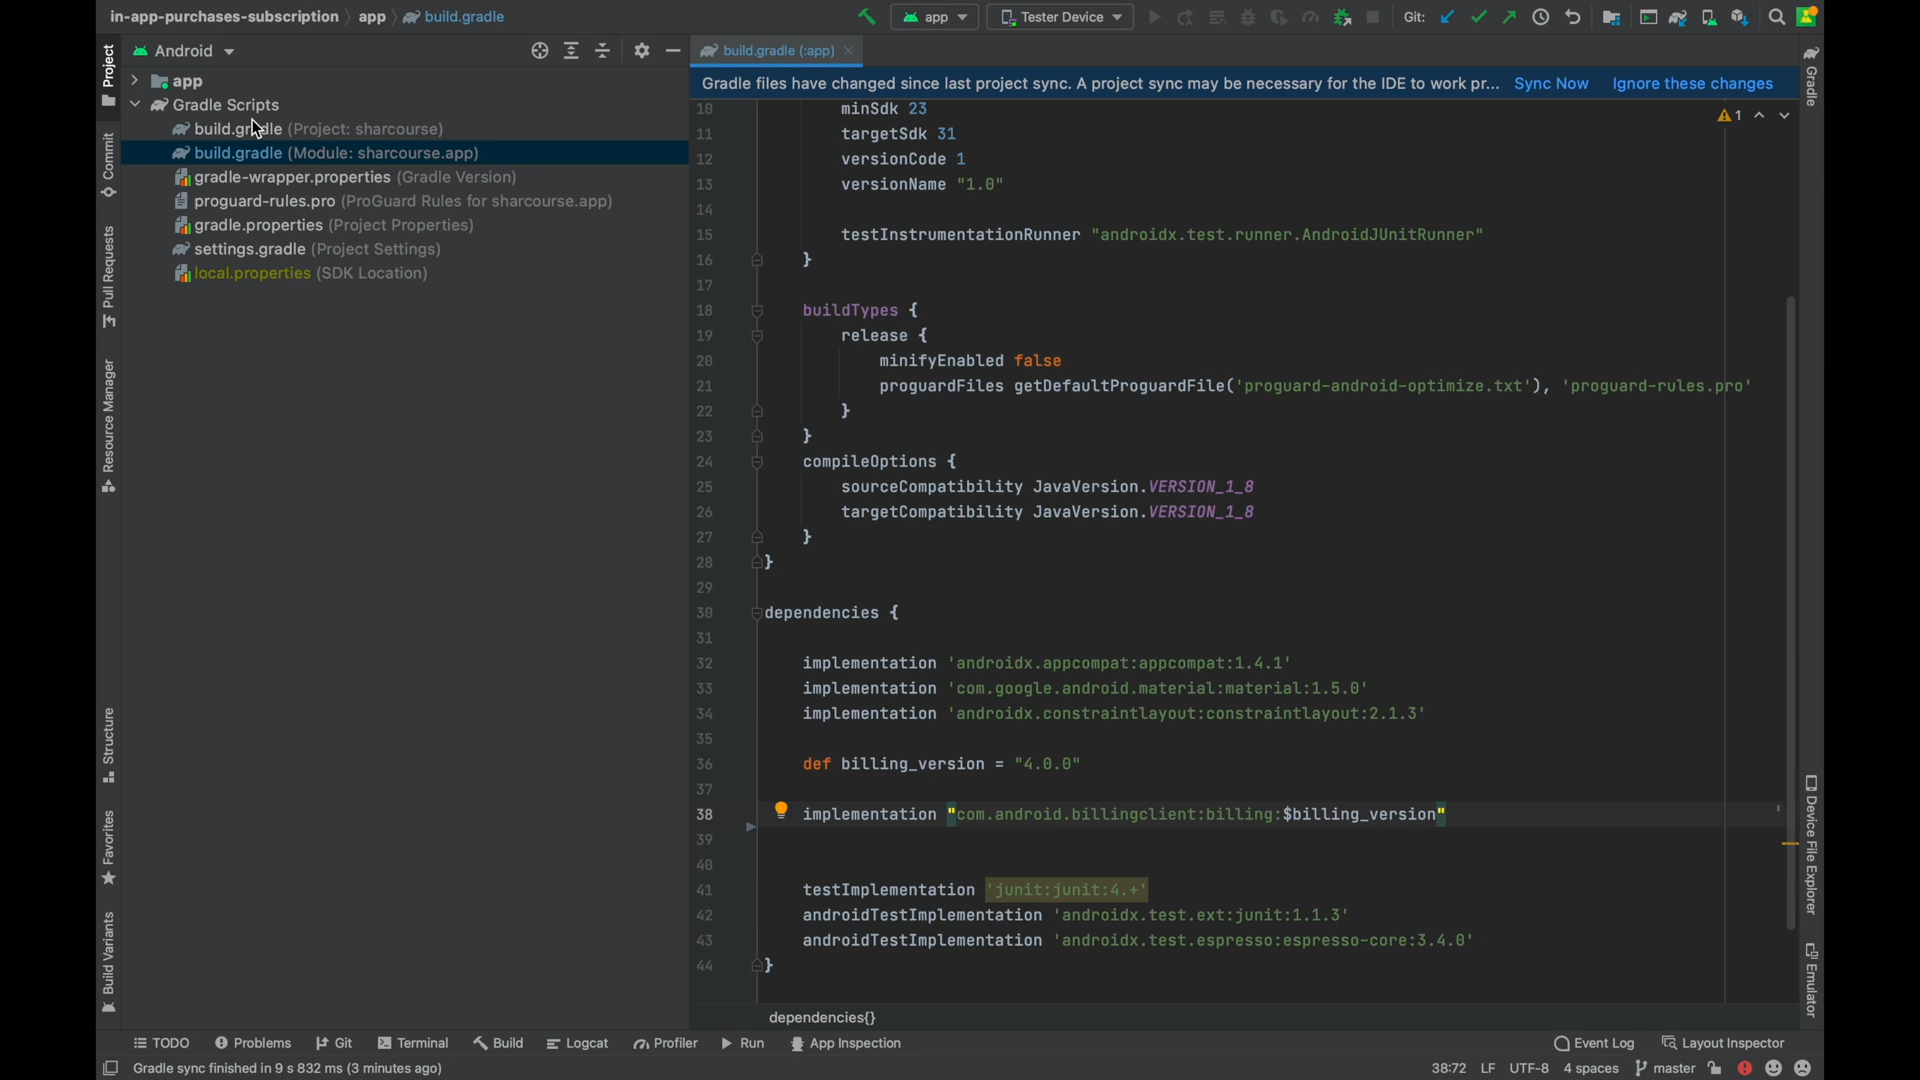 in-app-purchases-subscription app build.gradle
app Tester Device Git:
Android
build.gradle (:app)
Gradle files have changed since last project sync. A project sync may be necessary for the IDE to work pr... Sync Now Ignore these changes
app
Gradle Scripts
build.gradle (Project: sharcourse)
build.gradle (Module: sharcourse.app)
gradle-wrapper.properties (Gradle Version)
proguard-rules.pro (ProGuard Rules for sharcourse.app)
gradle.properties (Project Properties)
settings.gradle (Project Settings)
local.properties (SDK Location)
Project
Commit
Pull Requests
Resource Manager
Structure
Favorites
Build Variants
1
10 minSdk 23
11 targetSdk 31
12 versionCode 1
13 versionName "1.0"
14
15 testInstrumentationRunner "androidx.test.runner.AndroidJUnitRunner"
16 }
17
18 buildTypes {
19 release {
20 minifyEnabled false
21 proguardFiles getDefaultProguardFile('proguard-android-optimize.txt'), 'proguard-rules.pro'
22 }
23 }
24 compileOptions {
25 sourceCompatibility JavaVersion.VERSION_1_8
26 targetCompatibility JavaVersion.VERSION_1_8
27 }
28 }
29
30 dependencies {
31
32 implementation 'androidx.appcompat:appcompat:1.4.1'
33 implementation 'com.google.android.material:material:1.5.0'
34 implementation 'androidx.constraintlayout:constraintlayout:2.1.3'
35
36 def billing_version = "4.0.0"
37
38 implementation "com.android.billingclient:billing:$billing_version"
39
40
41 testImplementation 'junit:junit:4.+'
42 androidTestImplementation 'androidx.test.ext:junit:1.1.3'
43 androidTestImplementation 'androidx.test.espresso:espresso-core:3.4.0'
44 }
dependencies{}
Gradle
Device File Explorer
Emulator
TODO Problems Git Terminal Build Logcat Profiler Run App Inspection Event Log Layout Inspector
Gradle sync finished in 9 s 832 ms (3 minutes ago) 38:72 LF UTF-8 4 spaces master